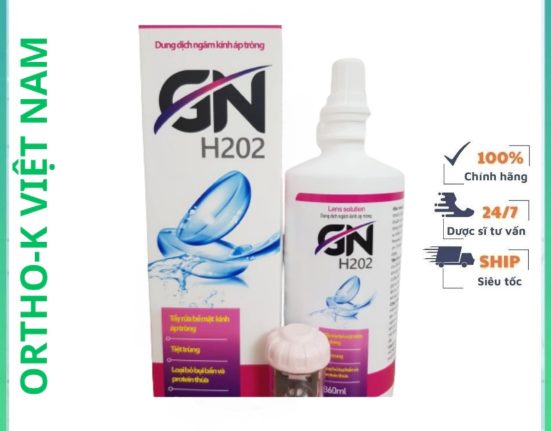 ORTHO-K VIỆT NAM
Dung dịch ngâm kính áp tròng
GN
H202
Tẩy rửa bề mặt kính
áp tròng
Tiệt trùng
Loại bỏ bụi bẩn và
protein thừa
Lens solution
Dung dịch ngâm kính áp tròng
GN
H202
360ml
100%
Chính hãng
24/7
Dược sĩ tư vấn
SHIP
Siêu tốc